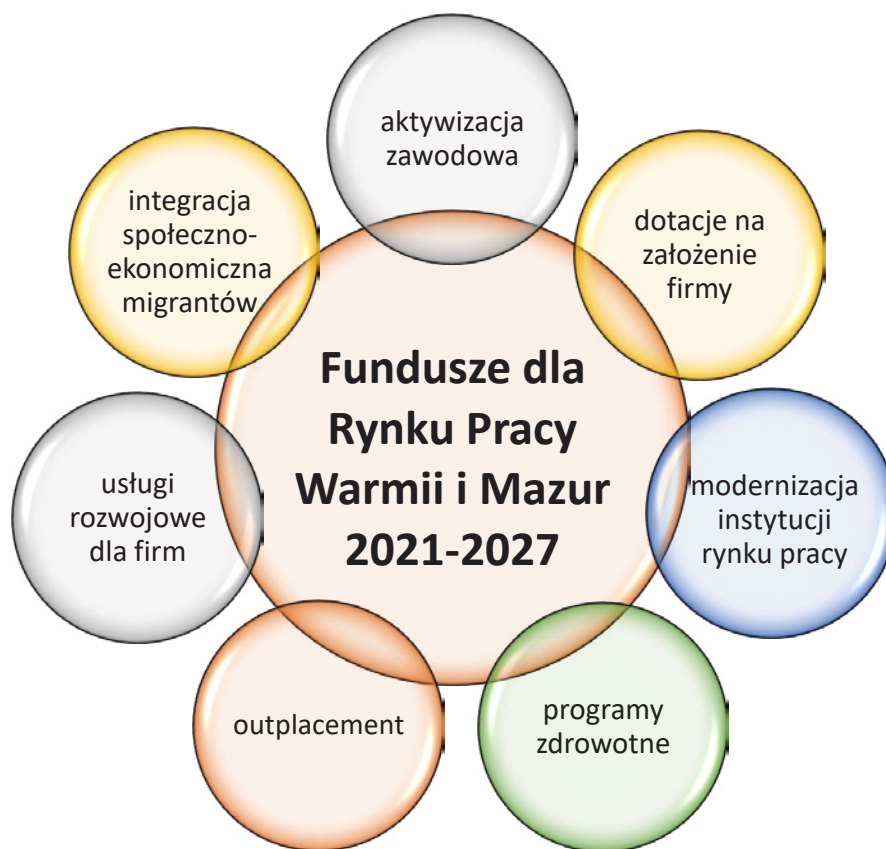 aktywizacja
zawodowa
integracja
społeczno-
ekonomiczna
migrantów
dotacje na
założenie
firmy
Fundusze dla
Rynku Pracy
Warmii i Mazur
2021-2027
usługi
rozwojowe
dla firm
modernizacja
instytucji
rynku pracy
outplacement
programy
zdrowotne